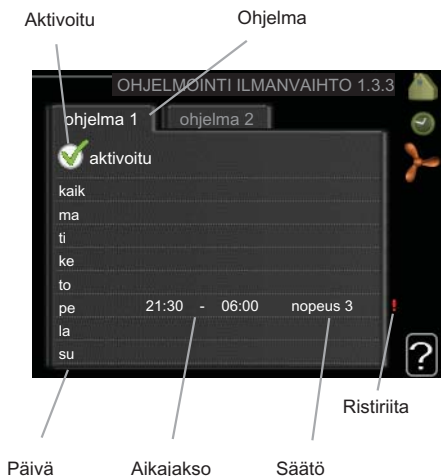 Aktivoitu
Ohjelma
OHJELMOINTI ILMANVAIHTO 1.3.3
ohjelma 1
ohjelma 2
aktivoitu
kaik
ma
ti
ke
to
pe 21:30 - 06:00 nopeus 3 !
la
su
?
Ristiriita
Päivä
Aikajakso
Säätö